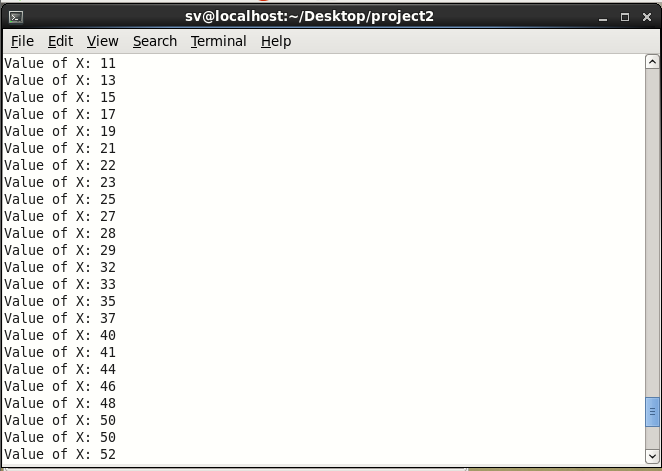 sv@localhost:~/Desktop/project2
File Edit View Search Terminal Help
Value of X: 11
Value of X: 13
Value of X: 15
Value of X: 17
Value of X: 19
Value of X: 21
Value of X: 22
Value of X: 23
Value of X: 25
Value of X: 27
Value of X: 28
Value of X: 29
Value of X: 32
Value of X: 33
Value of X: 35
Value of X: 37
Value of X: 40
Value of X: 41
Value of X: 44
Value of X: 46
Value of X: 48
Value of X: 50
Value of X: 50
Value of X: 52